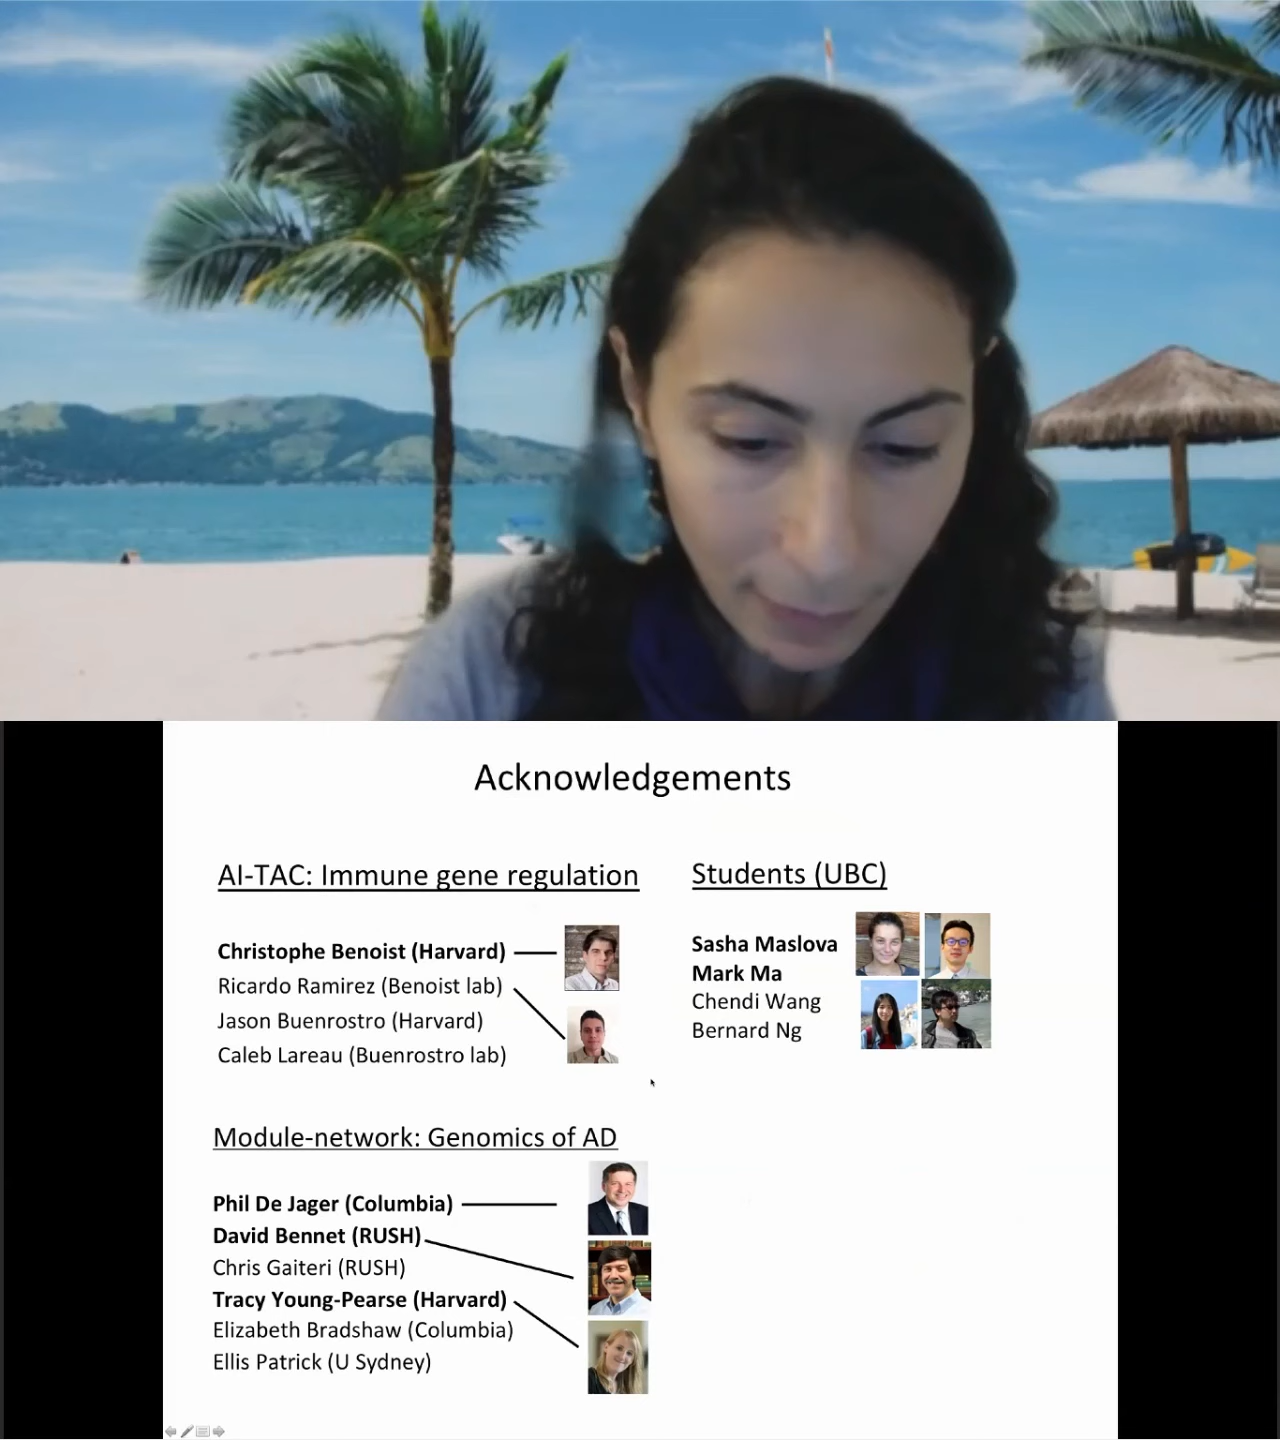 Acknowledgements
AI-TAC: Immune gene regulation
Christophe Benoist (Harvard)
Ricardo Ramirez (Benoist lab)
Jason Buenrostro (Harvard)
Caleb Lareau (Buenrostro lab)
Students (UBC)
Sasha Maslova
Mark Ma
Chendi Wang
Bernard Ng
Module-network: Genomics of AD
Phil De Jager (Columbia)
David Bennet (RUSH)
Chris Gaiteri (RUSH)
Tracy Young-Pearse (Harvard)
Elizabeth Bradshaw (Columbia)
Ellis Patrick (U Sydney)